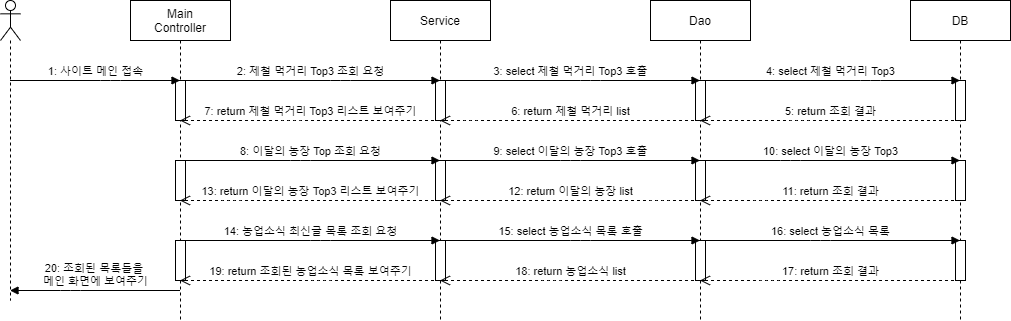 Main
Controller
Service
Dao
DB
1: 사이트 메인 접속
2: 제철 먹거리 Top3 조회 요청
3: select 제철 먹거리 Top3 호출
4: select 제철 먹거리 Top3
7: return 제철 먹거리 Top3 리스트 보여주기
6: return 제철 먹거리 list
5: return 조회 결과
8: 이달의 농장 Top 조회 요청
9: select 이달의 농장 Top3 호출
10: select 이달의 농장 Top3
13: return 이달의 농장 Top3 리스트 보여주기
12: return 이달의 농장 list
11: return 조회 결과
14: 농업소식 최신글 목록 조회 요청
15: select 농업소식 목록 호출
16: select 농업소식 목록
20: 조회된 목록들을
메인 화면에 보여주기
19: return 조회된 농업소식 목록 보여주기
18: return 농업소식 list
17: return 조회 결과